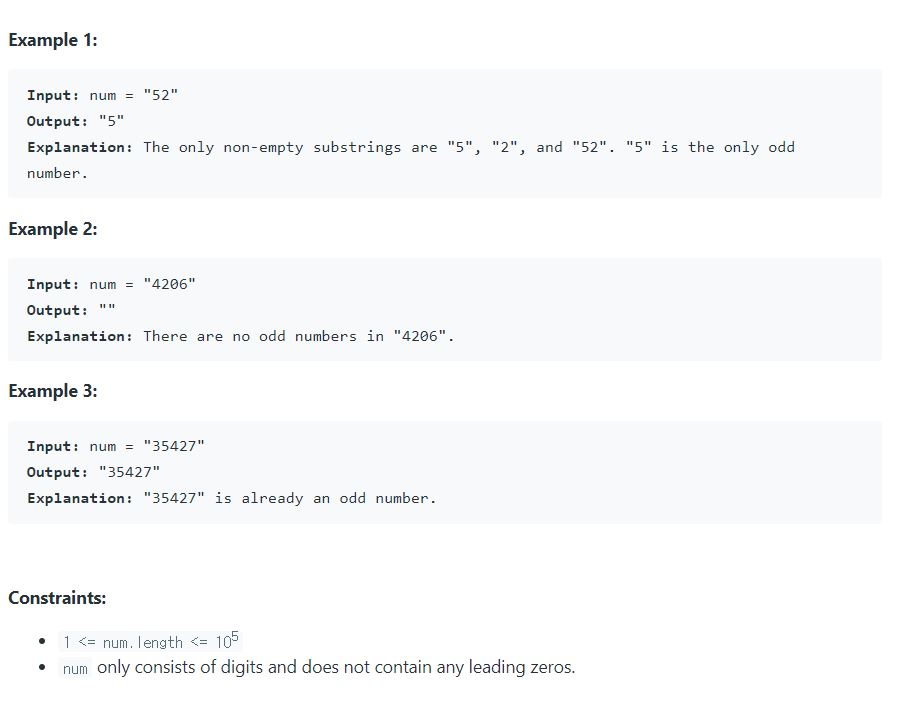 Example 1:
Input: num = "52"
Output: "5"
Explanation: The only non-empty substrings are "5", "2", and "52". "5" is the only odd
number.
Example 2:
Input: num = "4206"
Output: ""
Explanation: There are no odd numbers in "4206".
Example 3:
Input: num = "35427"
Output: "35427"
Explanation: "35427" is already an odd number.
Constraints:
• 1 <= num.length <= 10⁵
• num only consists of digits and does not contain any leading zeros.